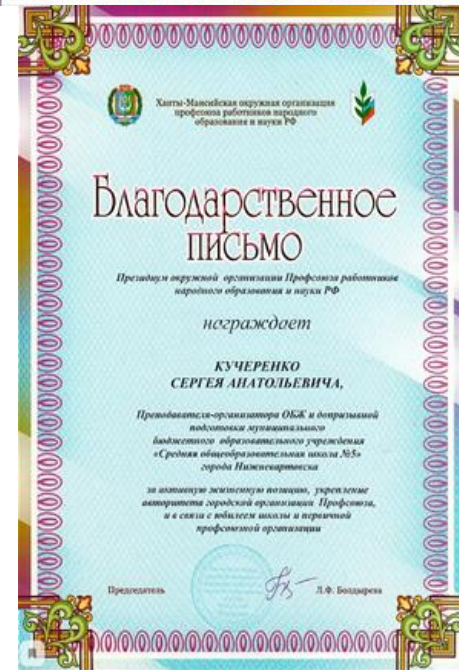 Ханты-Мансийская окружная организация
профсоюза работников народного
образования и науки РФ
Благодарственное
письмо
Президиум окружной организации Профсоюза работников
народного образования и науки РФ
награждает
КУЧЕРЕНКО
СЕРГЕЯ АНАТОЛЬЕВИЧА,
Преподавателя-организатора ОБЖ и допризывной
подготовки муниципального
бюджетного образовательного учреждения
«Средняя общеобразовательная школа №5»
города Нижневартовска
за активную жизненную позицию, укрепление
авторитета городской организации Профсоюза,
и в связи с юбилеем школы и первичной
профсоюзной организации
Председатель
Л.Ф. Болдырева